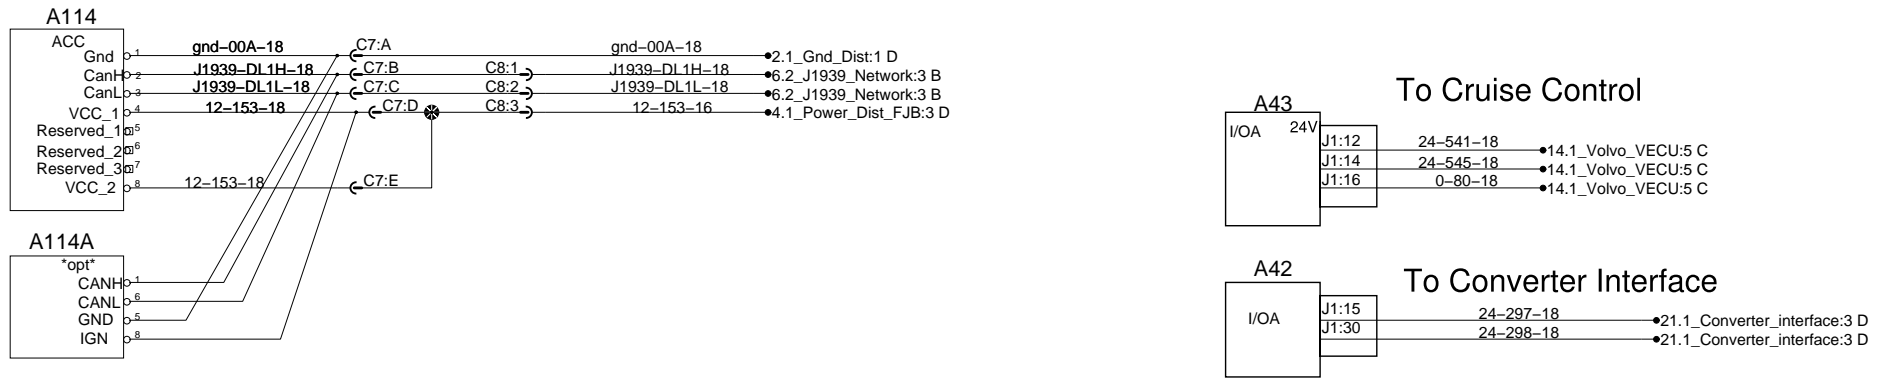 A114
ACC
Gnd 1 gnd-00A-18 C7:A gnd-00A-18 2.1_Gnd_Dist:1 D
CanH 2 J1939-DL1H-18 C7:B C8:1 J1939-DL1H-18 6.2_J1939_Network:3 B
CanL 3 J1939-DL1L-18 C7:C C8:2 J1939-DL1L-18 6.2_J1939_Network:3 B
VCC_1 4 12-153-18 C7:D C8:3 12-153-16 4.1_Power_Dist_FJB:3 D
Reserved_1 5
Reserved_2 6
Reserved_3 7
VCC_2 8 12-153-18 C7:E
A114A
*opt*
CANH 1
CANL 6
GND 5
IGN 8
To Cruise Control
A43
I/OA 24V
J1:12 24-541-18 14.1_Volvo_VECU:5 C
J1:14 24-545-18 14.1_Volvo_VECU:5 C
J1:16 0-80-18 14.1_Volvo_VECU:5 C
A42
To Converter Interface
I/OA
J1:15 24-297-18 21.1_Converter_interface:3 D
J1:30 24-298-18 21.1_Converter_interface:3 D